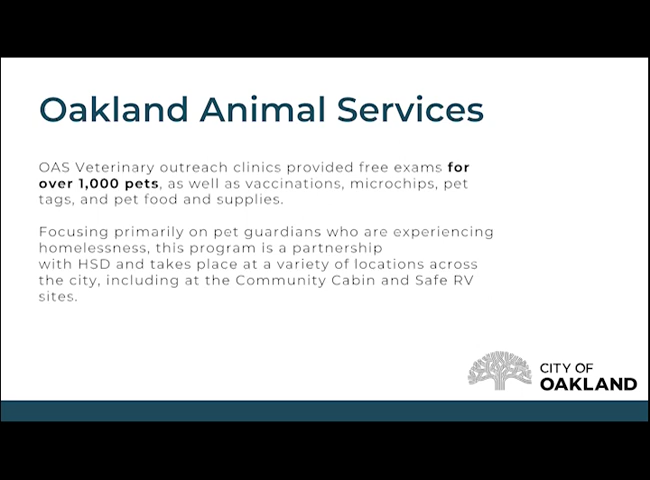 Oakland Animal Services
OAS Veterinary outreach clinics provided free exams for
over 1,000 pets, as well as vaccinations, microchips, pet
tags, and pet food and supplies.
Focusing primarily on pet guardians who are experiencing
homelessness, this program is a partnership
with HSD and takes place at a variety of locations across
the city, including at the Community Cabin and Safe RV
sites.
CITY OF
OAKLAND